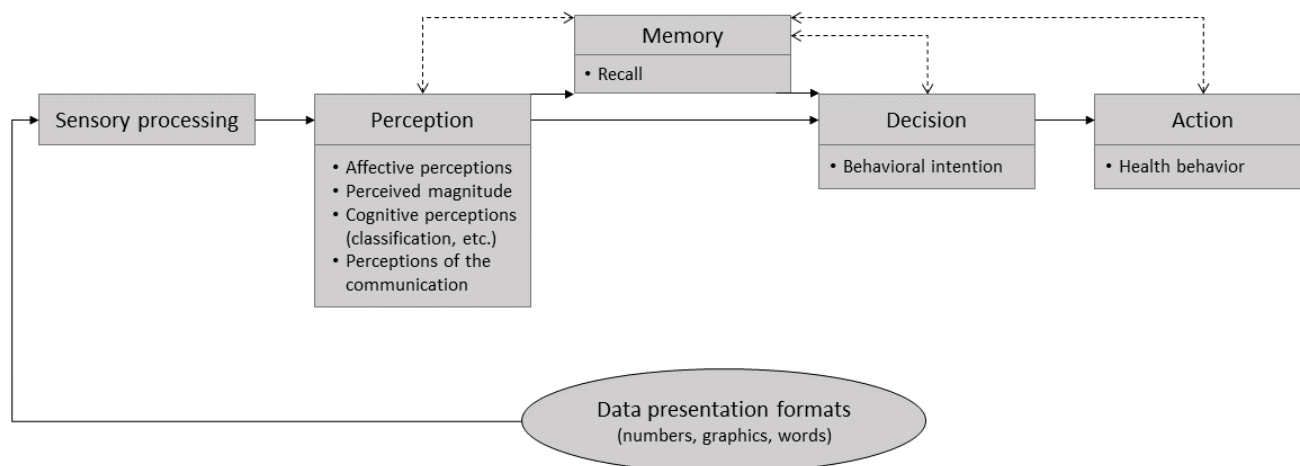 Memory
• Recall
Sensory processing
Perception
• Affective perceptions
• Perceived magnitude
• Cognitive perceptions
(classification, etc.)
• Perceptions of the
communication
Decision
• Behavioral intention
Action
• Health behavior
Data presentation formats
(numbers, graphics, words)